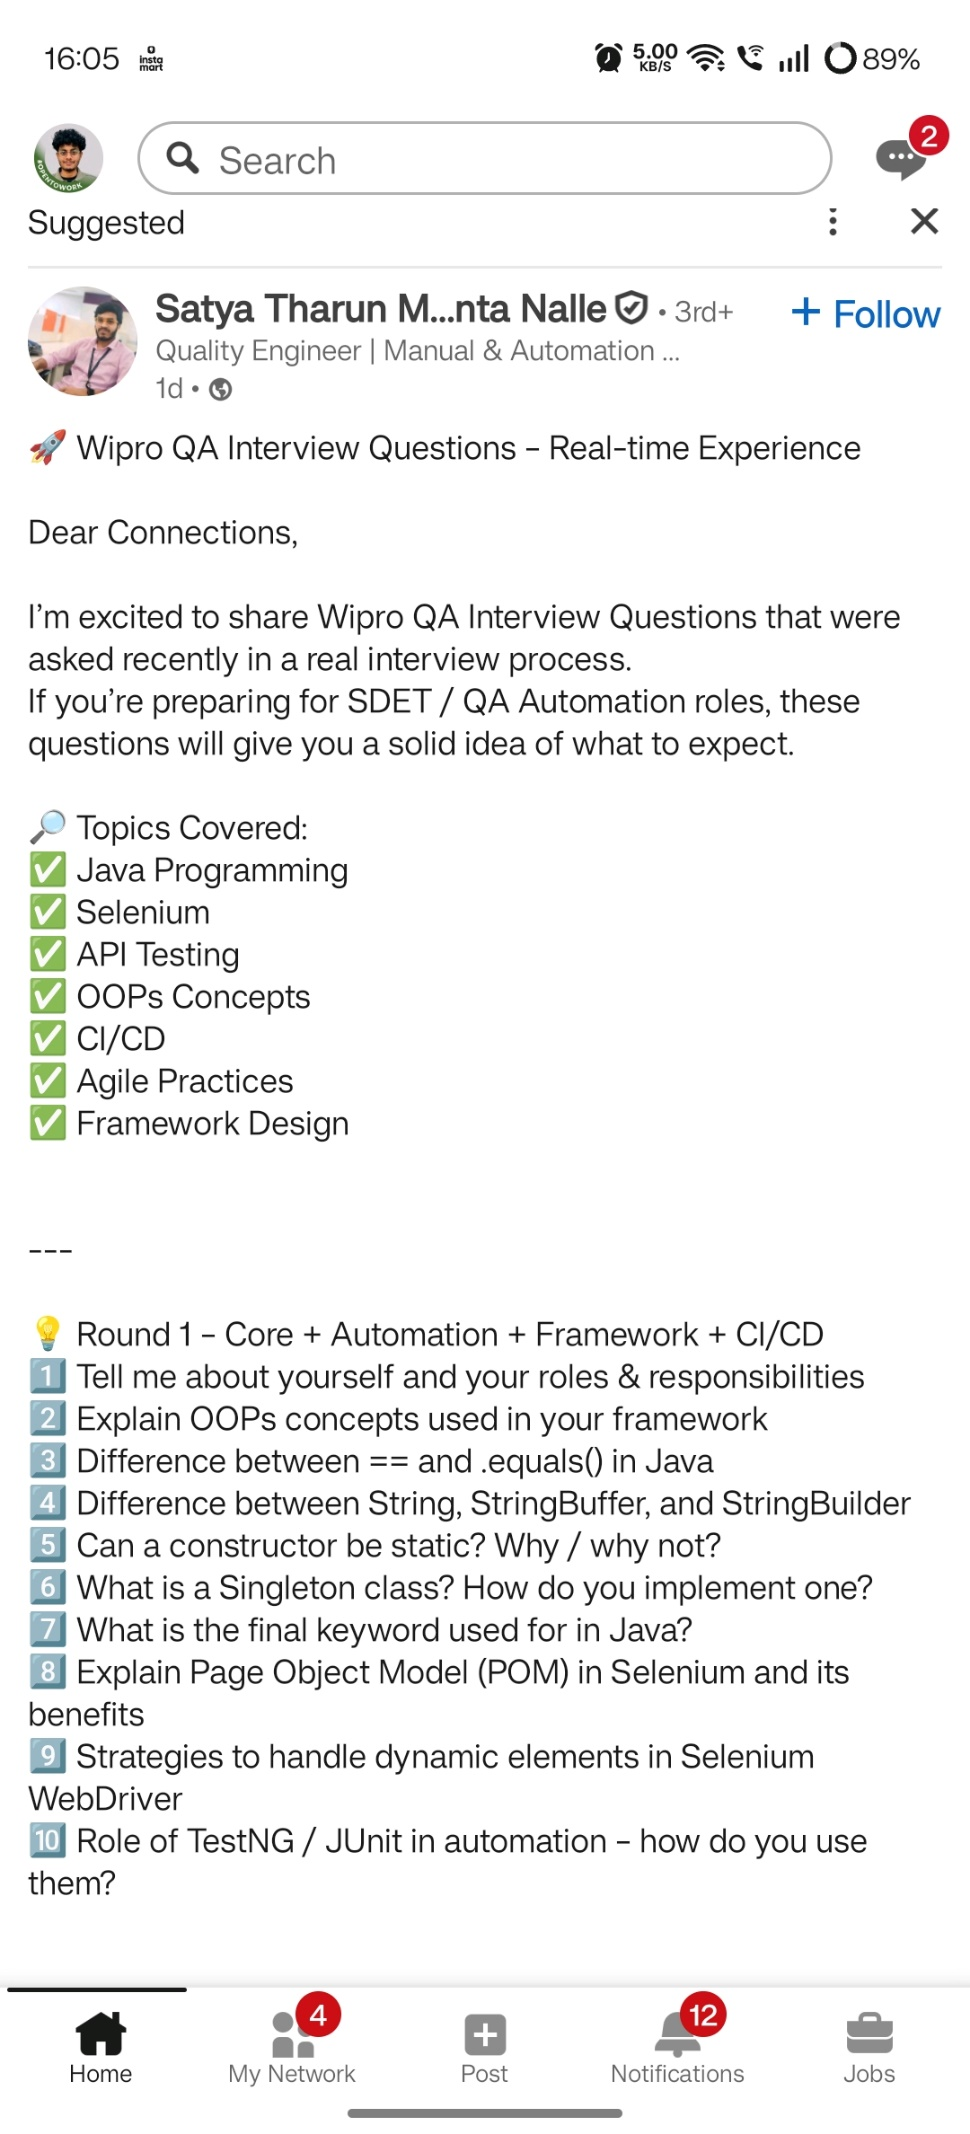 16:05
insta
mart
5.00
KB/S
89%
#OPENTOWORK
Search
2
Suggested
Satya Tharun M...nta Nalle • 3rd+
+ Follow
Quality Engineer | Manual & Automation ...
1d •
🚀 Wipro QA Interview Questions – Real-time Experience
Dear Connections,
I’m excited to share Wipro QA Interview Questions that were
asked recently in a real interview process.
If you’re preparing for SDET / QA Automation roles, these
questions will give you a solid idea of what to expect.
🔎 Topics Covered:
✅ Java Programming
✅ Selenium
✅ API Testing
✅ OOPs Concepts
✅ CI/CD
✅ Agile Practices
✅ Framework Design
---
💡 Round 1 – Core + Automation + Framework + CI/CD
1️⃣ Tell me about yourself and your roles & responsibilities
2️⃣ Explain OOPs concepts used in your framework
3️⃣ Difference between == and .equals() in Java
4️⃣ Difference between String, StringBuffer, and StringBuilder
5️⃣ Can a constructor be static? Why / why not?
6️⃣ What is a Singleton class? How do you implement one?
7️⃣ What is the final keyword used for in Java?
8️⃣ Explain Page Object Model (POM) in Selenium and its
benefits
9️⃣ Strategies to handle dynamic elements in Selenium
WebDriver
🔟 Role of TestNG / JUnit in automation – how do you use
them?
4
12
Home
My Network
Post
Notifications
Jobs